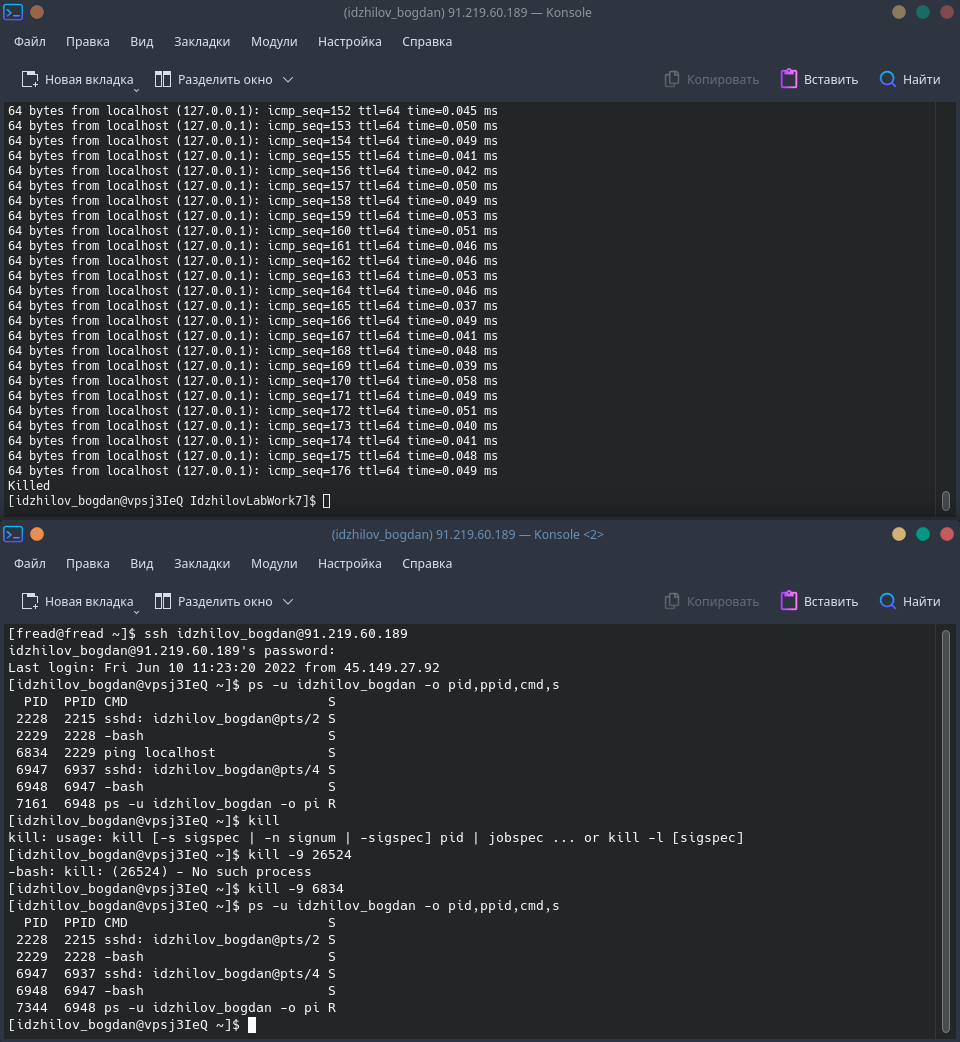 (idzhilov_bogdan) 91.219.60.189 — Konsole
Файл Правка Вид Закладки Модули Настройка Справка
Новая вкладка Разделить окно Копировать Вставить Найти
64 bytes from localhost (127.0.0.1): icmp_seq=152 ttl=64 time=0.045 ms
64 bytes from localhost (127.0.0.1): icmp_seq=153 ttl=64 time=0.050 ms
64 bytes from localhost (127.0.0.1): icmp_seq=154 ttl=64 time=0.049 ms
64 bytes from localhost (127.0.0.1): icmp_seq=155 ttl=64 time=0.041 ms
64 bytes from localhost (127.0.0.1): icmp_seq=156 ttl=64 time=0.042 ms
64 bytes from localhost (127.0.0.1): icmp_seq=157 ttl=64 time=0.050 ms
64 bytes from localhost (127.0.0.1): icmp_seq=158 ttl=64 time=0.049 ms
64 bytes from localhost (127.0.0.1): icmp_seq=159 ttl=64 time=0.053 ms
64 bytes from localhost (127.0.0.1): icmp_seq=160 ttl=64 time=0.051 ms
64 bytes from localhost (127.0.0.1): icmp_seq=161 ttl=64 time=0.046 ms
64 bytes from localhost (127.0.0.1): icmp_seq=162 ttl=64 time=0.046 ms
64 bytes from localhost (127.0.0.1): icmp_seq=163 ttl=64 time=0.053 ms
64 bytes from localhost (127.0.0.1): icmp_seq=164 ttl=64 time=0.046 ms
64 bytes from localhost (127.0.0.1): icmp_seq=165 ttl=64 time=0.037 ms
64 bytes from localhost (127.0.0.1): icmp_seq=166 ttl=64 time=0.049 ms
64 bytes from localhost (127.0.0.1): icmp_seq=167 ttl=64 time=0.041 ms
64 bytes from localhost (127.0.0.1): icmp_seq=168 ttl=64 time=0.048 ms
64 bytes from localhost (127.0.0.1): icmp_seq=169 ttl=64 time=0.039 ms
64 bytes from localhost (127.0.0.1): icmp_seq=170 ttl=64 time=0.058 ms
64 bytes from localhost (127.0.0.1): icmp_seq=171 ttl=64 time=0.049 ms
64 bytes from localhost (127.0.0.1): icmp_seq=172 ttl=64 time=0.051 ms
64 bytes from localhost (127.0.0.1): icmp_seq=173 ttl=64 time=0.040 ms
64 bytes from localhost (127.0.0.1): icmp_seq=174 ttl=64 time=0.041 ms
64 bytes from localhost (127.0.0.1): icmp_seq=175 ttl=64 time=0.048 ms
64 bytes from localhost (127.0.0.1): icmp_seq=176 ttl=64 time=0.049 ms
Killed
[idzhilov_bogdan@vpsj3IeQ IdzhilovLabWork7]$
(idzhilov_bogdan) 91.219.60.189 — Konsole <2>
Файл Правка Вид Закладки Модули Настройка Справка
Новая вкладка Разделить окно Копировать Вставить Найти
[fread@fread ~]$ ssh idzhilov_bogdan@91.219.60.189
idzhilov_bogdan@91.219.60.189's password:
Last login: Fri Jun 10 11:23:20 2022 from 45.149.27.92
[idzhilov_bogdan@vpsj3IeQ ~]$ ps -u idzhilov_bogdan -o pid,ppid,cmd,s
PID PPID CMD S
2228 2215 sshd: idzhilov_bogdan@pts/2 S
2229 2228 -bash S
6834 2229 ping localhost S
6947 6937 sshd: idzhilov_bogdan@pts/4 S
6948 6947 -bash S
7161 6948 ps -u idzhilov_bogdan -o pi R
[idzhilov_bogdan@vpsj3IeQ ~]$ kill
kill: usage: kill [-s sigspec | -n signum | -sigspec] pid | jobspec ... or kill -l [sigspec]
[idzhilov_bogdan@vpsj3IeQ ~]$ kill -9 26524
-bash: kill: (26524) - No such process
[idzhilov_bogdan@vpsj3IeQ ~]$ kill -9 6834
[idzhilov_bogdan@vpsj3IeQ ~]$ ps -u idzhilov_bogdan -o pid,ppid,cmd,s
PID PPID CMD S
2228 2215 sshd: idzhilov_bogdan@pts/2 S
2229 2228 -bash S
6947 6937 sshd: idzhilov_bogdan@pts/4 S
6948 6947 -bash S
7344 6948 ps -u idzhilov_bogdan -o pi R
[idzhilov_bogdan@vpsj3IeQ ~]$